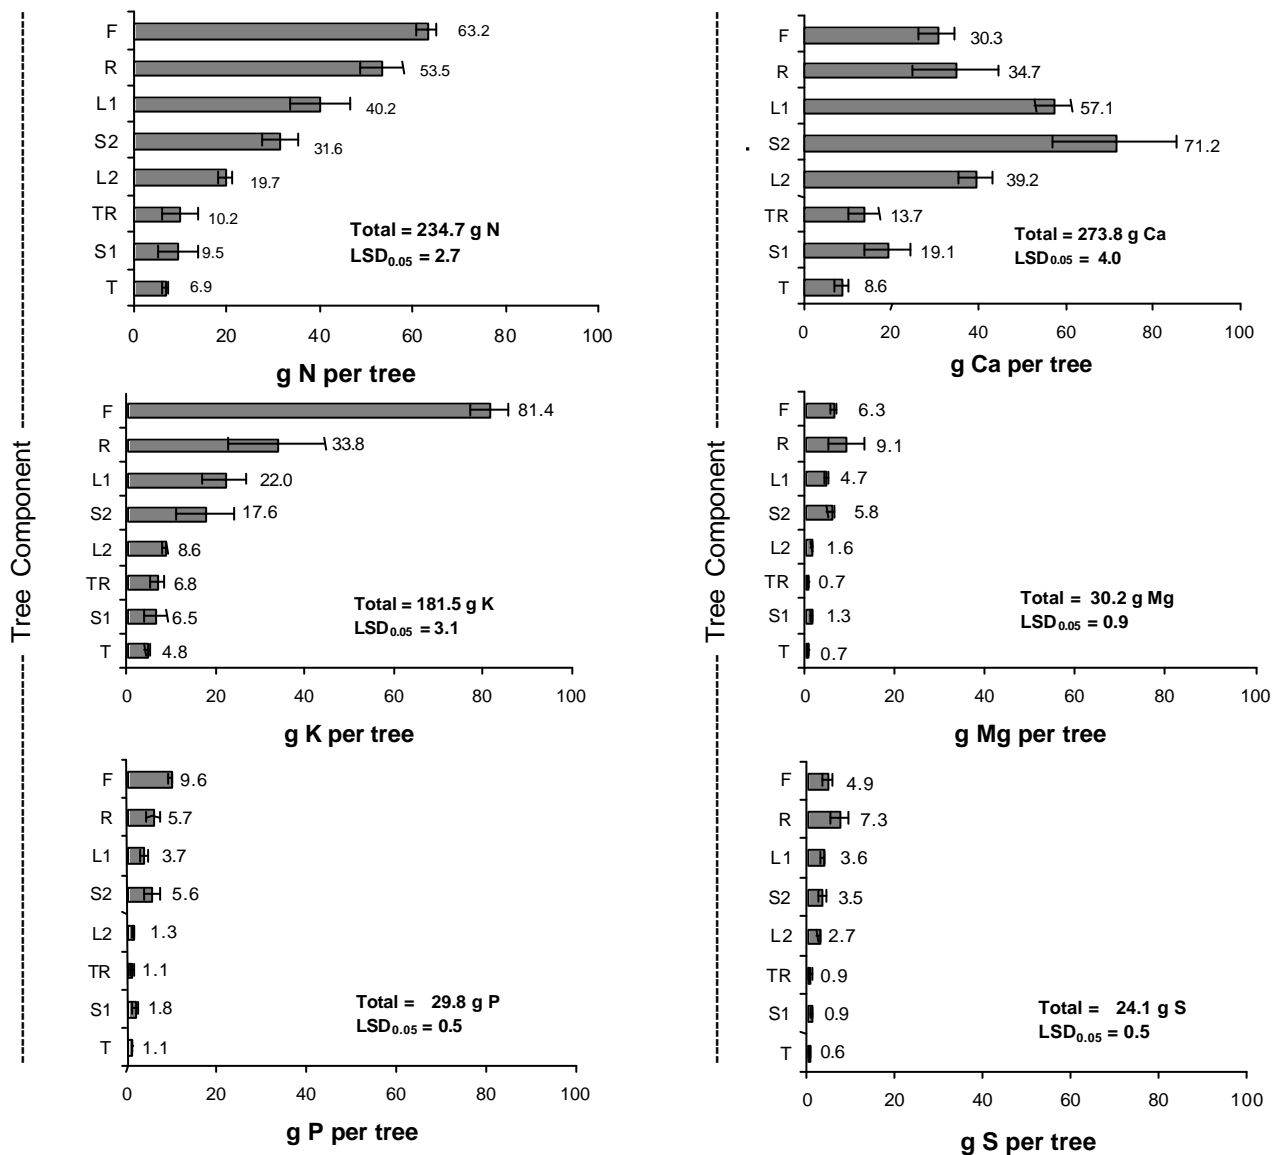 Tree Component
F 63.2
R 53.5
L1 40.2
S2 31.6
L2 19.7
TR 10.2
S1 9.5
T 6.9
Total = 234.7 g N
LSD0.05 = 2.7
0 20 40 60 80 100
g N per tree
F 81.4
R 33.8
L1 22.0
S2 17.6
L2 8.6
TR 6.8
S1 6.5
T 4.8
Total = 181.5 g K
LSD0.05 = 3.1
0 20 40 60 80 100
g K per tree
F 9.6
R 5.7
L1 3.7
S2 5.6
L2 1.3
TR 1.1
S1 1.8
T 1.1
Total = 29.8 g P
LSD0.05 = 0.5
0 20 40 60 80 100
g P per tree
Tree Component
F 30.3
R 34.7
L1 57.1
S2 71.2
L2 39.2
TR 13.7
S1 19.1
T 8.6
Total = 273.8 g Ca
LSD0.05 = 4.0
0 20 40 60 80 100
g Ca per tree
F 6.3
R 9.1
L1 4.7
S2 5.8
L2 1.6
TR 0.7
S1 1.3
T 0.7
Total = 30.2 g Mg
LSD0.05 = 0.9
0 20 40 60 80 100
g Mg per tree
F 4.9
R 7.3
L1 3.6
S2 3.5
L2 2.7
TR 0.9
S1 0.9
T 0.6
Total = 24.1 g S
LSD0.05 = 0.5
0 20 40 60 80 100
g S per tree